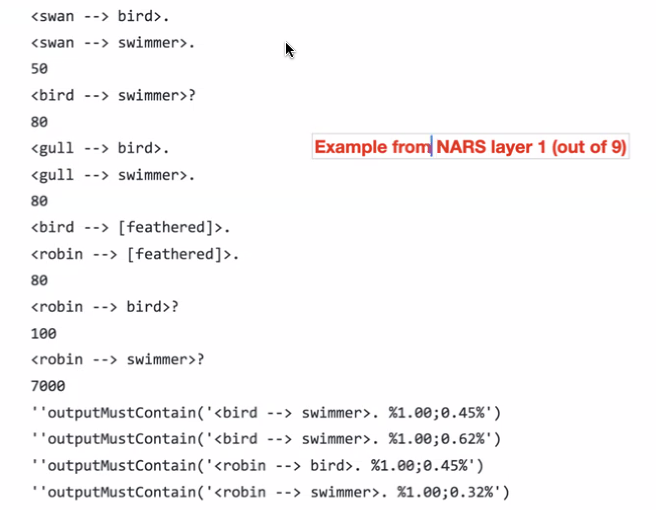 <swan --> bird>.
<swan --> swimmer>.
50
<bird --> swimmer>?
80
<gull --> bird>.
Example from NARS layer 1 (out of 9)
<gull --> swimmer>.
80
<bird --> [feathered]>.
<robin --> [feathered]>.
80
<robin --> bird>?
100
<robin --> swimmer>?
7000
''outputMustContain('<bird --> swimmer>. %1.00;0.45%')
''outputMustContain('<bird --> swimmer>. %1.00;0.62%')
''outputMustContain('<robin --> bird>. %1.00;0.45%')
''outputMustContain('<robin --> swimmer>. %1.00;0.32%')